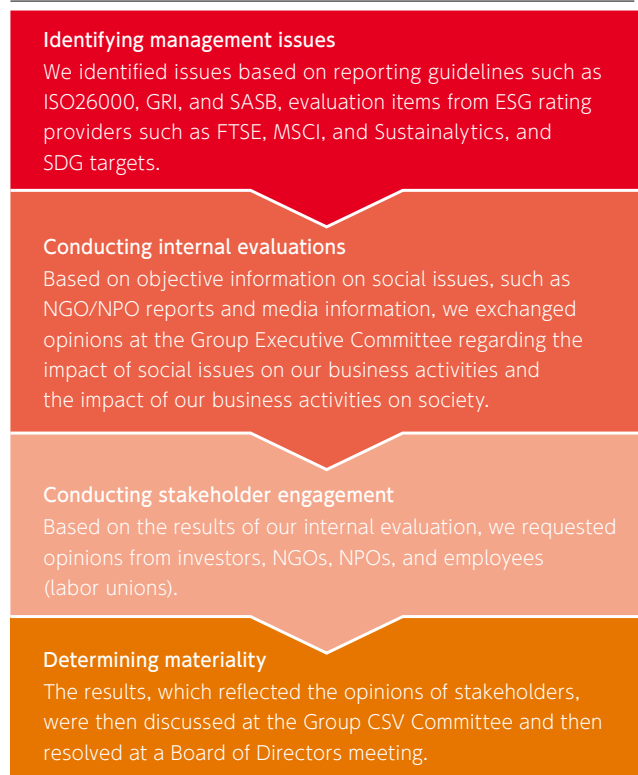 Identifying management issues
We identified issues based on reporting guidelines such as
ISO26000, GRI, and SASB, evaluation items from ESG rating
providers such as FTSE, MSCI, and Sustainalytics, and
SDG targets.
Conducting internal evaluations
Based on objective information on social issues, such as
NGO/NPO reports and media information, we exchanged
opinions at the Group Executive Committee regarding the
impact of social issues on our business activities and
the impact of our business activities on society.
Conducting stakeholder engagement
Based on the results of our internal evaluation, we requested
opinions from investors, NGOs, NPOs, and employees
(labor unions).
Determining materiality
The results, which reflected the opinions of stakeholders,
were then discussed at the Group CSV Committee and then
resolved at a Board of Directors meeting.